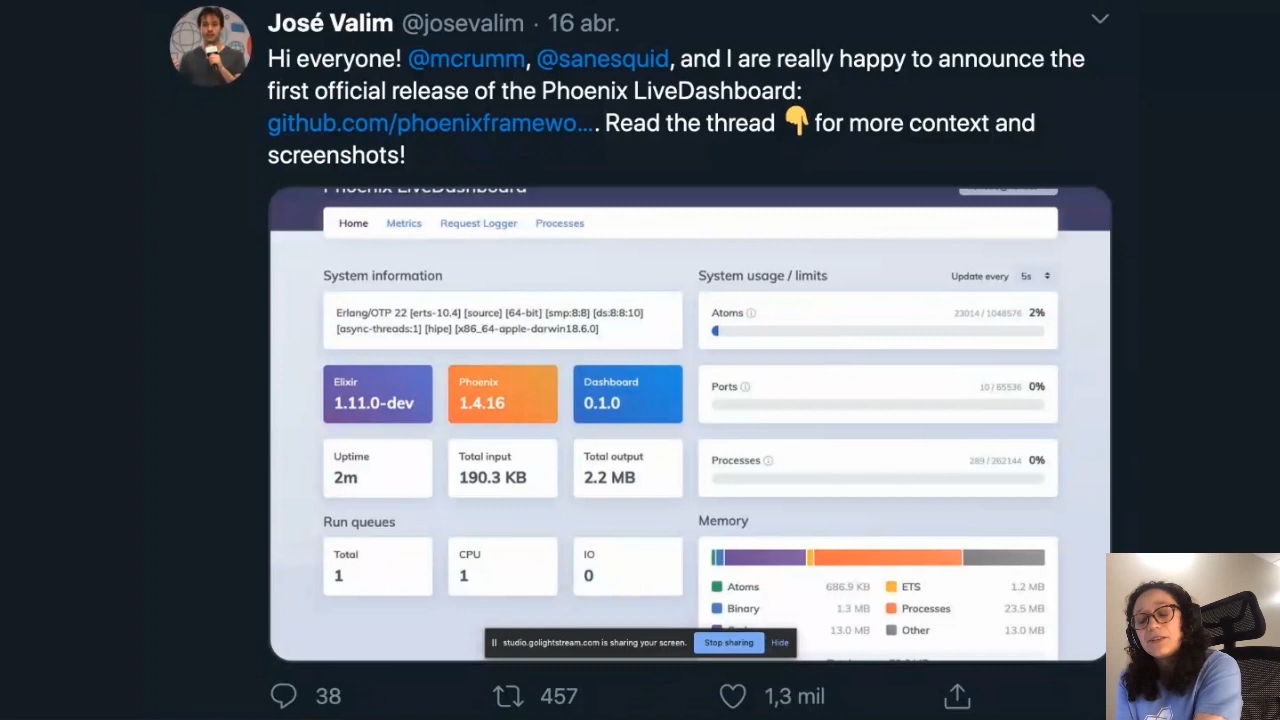 José Valim @josevalim · 16 abr.
Hi everyone! @mcrumm, @sanesquid, and I are really happy to announce the
first official release of the Phoenix LiveDashboard:
github.com/phoenixframewo…. Read the thread 👇 for more context and
screenshots!
Phoenix LiveDashboard
Home Metrics Request Logger Processes
System information
Erlang/OTP 22 [erts-10.4] [source] [64-bit] [smp:8:8] [ds:8:8:10]
[async-threads:1] [hipe] [x86_64-apple-darwin18.6.0]
Elixir
1.11.0-dev
Phoenix
1.4.16
Dashboard
0.1.0
Uptime
2m
Total input
190.3 KB
Total output
2.2 MB
Run queues
Total
1
CPU
1
IO
0
System usage / limits
Update every 5s
Atoms 23014 / 1048576 2%
Ports 10 / 65536 0%
Processes 289 / 262144 0%
Memory
Atoms 686.9 KB ETS 1.2 MB
Binary 1.3 MB Processes 23.5 MB
13.0 MB Other 13.0 MB
studio.golightstream.com is sharing your screen. Stop sharing Hide
38 457 1,3 mil